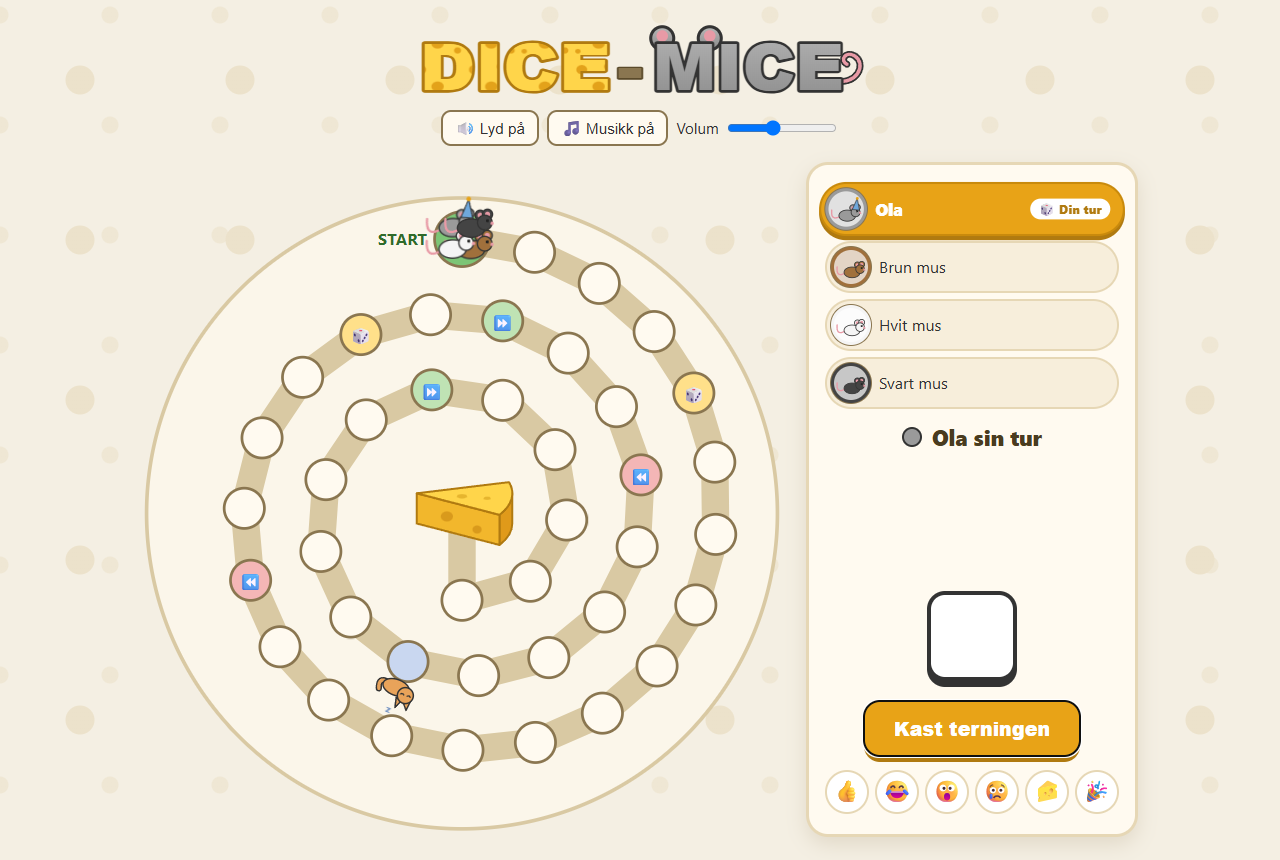 DICE-MICE
Lyd på
Musikk på
Volum
START
Ola
Din tur
Brun mus
Hvit mus
Svart mus
Ola sin tur
z
Kast terningen